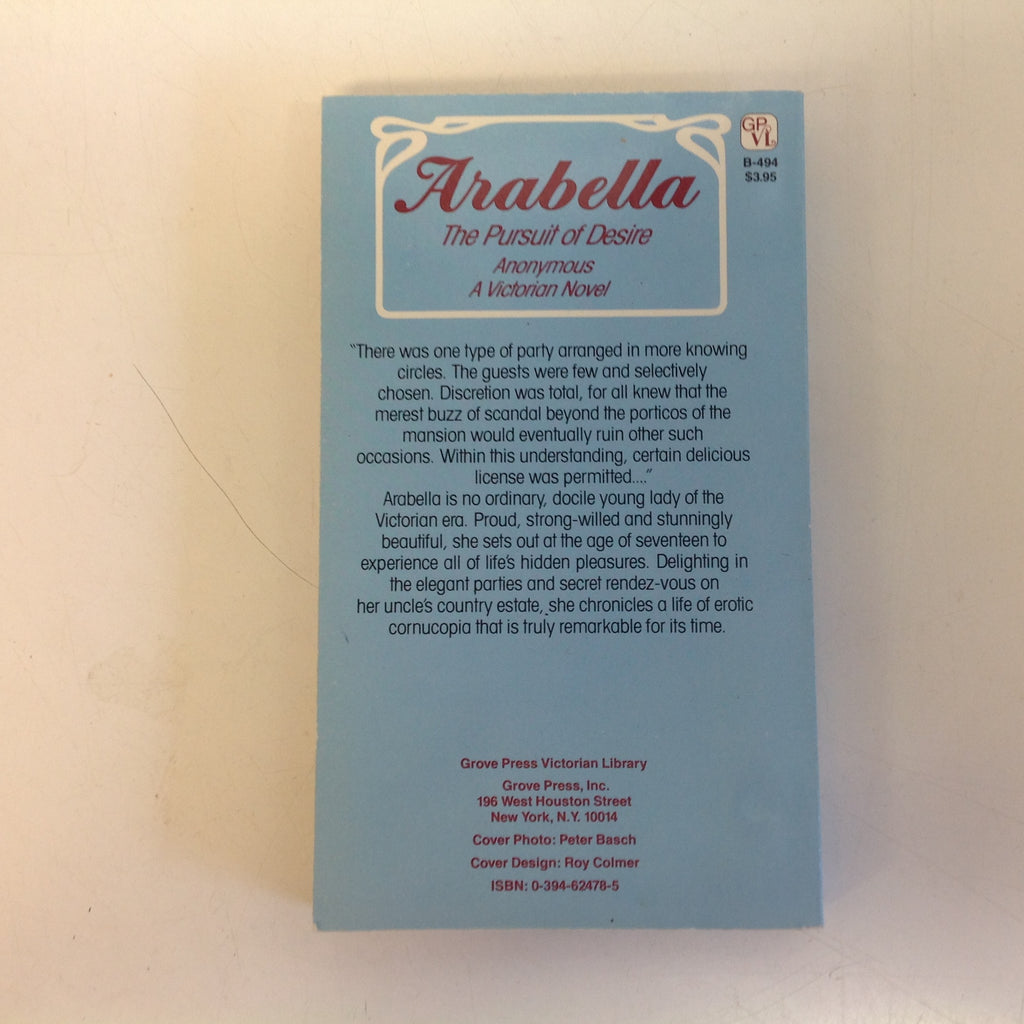 Arabella
The Pursuit of Desire
Anonymous
A Victorian Novel
GP
VL
B-494
$3.95
"There was one type of party arranged in more knowing
circles. The guests were few and selectively
chosen. Discretion was total, for all knew that the
merest buzz of scandal beyond the porticos of the
mansion would eventually ruin other such
occasions. Within this understanding, certain delicious
license was permitted...."
Arabella is no ordinary, docile young lady of the
Victorian era. Proud, strong-willed and stunningly
beautiful, she sets out at the age of seventeen to
experience all of life's hidden pleasures. Delighting in
the elegant parties and secret rendez-vous on
her uncle's country estate, she chronicles a life of erotic
cornucopia that is truly remarkable for its time.
Grove Press Victorian Library
Grove Press, Inc.
196 West Houston Street
New York, N.Y. 10014
Cover Photo: Peter Basch
Cover Design: Roy Colmer
ISBN: 0-394-62478-5